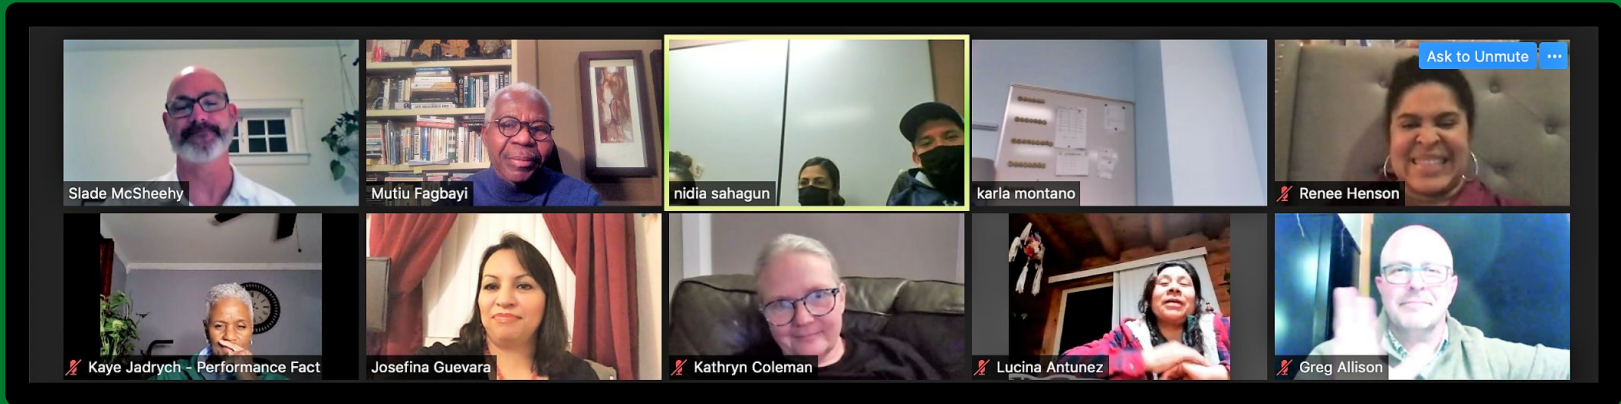 Ask to Unmute
Slade McSheehy
Mutiu Fagbayi
nidia sahagun
karla montano
Renee Henson
Kaye Jadrych - Performance Fact
Josefina Guevara
Kathryn Coleman
Lucina Antunez
Greg Allison